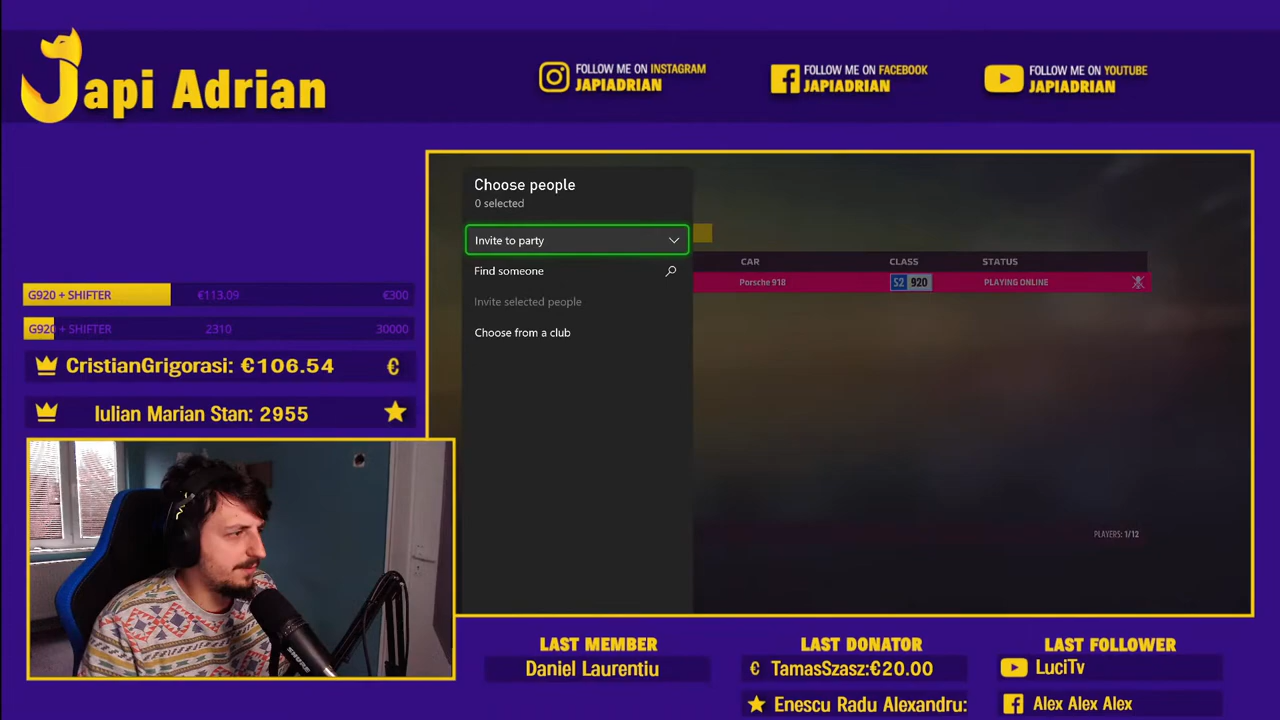 Japi Adrian
FOLLOW ME ON INSTAGRAM
JAPIADRIAN
FOLLOW ME ON FACEBOOK
JAPIADRIAN
FOLLOW ME ON YOUTUBE
JAPIADRIAN
Choose people
0 selected
Invite to party
Find someone
Invite selected people
Choose from a club
CAR CLASS STATUS
Porsche 918 S2 920 PLAYING ONLINE
PLAYERS: 1/12
G920 + SHIFTER €113.09 €300
G920 + SHIFTER 2310 30000
CristianGrigorasi: €106.54 €
Iulian Marian Stan: 2955
SHURE
LAST MEMBER
Daniel Laurentiu
LAST DONATOR
€ TamasSzasz:€20.00
Enescu Radu Alexandru:
LAST FOLLOWER
LuciTv
Alex Alex Alex